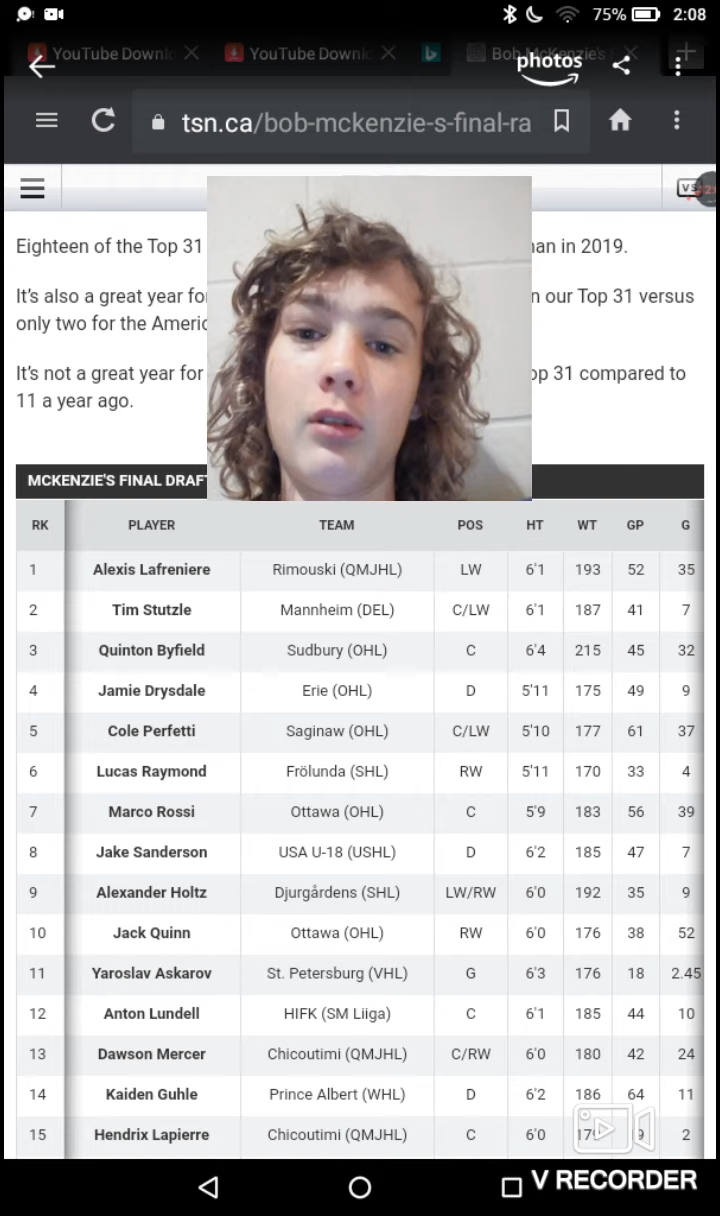 75% 2:08
YouTube Downl YouTube Downlc Bob McKenzie's
photos
tsn.ca/bob-mckenzie-s-final-ra
VS
Eighteen of the Top 31 an in 2019.
It's also a great year for n our Top 31 versus
only two for the Americ
It's not a great year for op 31 compared to
11 a year ago.
MCKENZIE'S FINAL DRAFT
RK PLAYER TEAM POS HT WT GP G
1 Alexis Lafreniere Rimouski (QMJHL) LW 6'1 193 52 35
2 Tim Stutzle Mannheim (DEL) C/LW 6'1 187 41 7
3 Quinton Byfield Sudbury (OHL) C 6'4 215 45 32
4 Jamie Drysdale Erie (OHL) D 5'11 175 49 9
5 Cole Perfetti Saginaw (OHL) C/LW 5'10 177 61 37
6 Lucas Raymond Frölunda (SHL) RW 5'11 170 33 4
7 Marco Rossi Ottawa (OHL) C 5'9 183 56 39
8 Jake Sanderson USA U-18 (USHL) D 6'2 185 47 7
9 Alexander Holtz Djurgårdens (SHL) LW/RW 6'0 192 35 9
10 Jack Quinn Ottawa (OHL) RW 6'0 176 38 52
11 Yaroslav Askarov St. Petersburg (VHL) G 6'3 176 18 2.45
12 Anton Lundell HIFK (SM Liiga) C 6'1 185 44 10
13 Dawson Mercer Chicoutimi (QMJHL) C/RW 6'0 180 42 24
14 Kaiden Guhle Prince Albert (WHL) D 6'2 186 64 11
15 Hendrix Lapierre Chicoutimi (QMJHL) C 6'0 2
V RECORDER